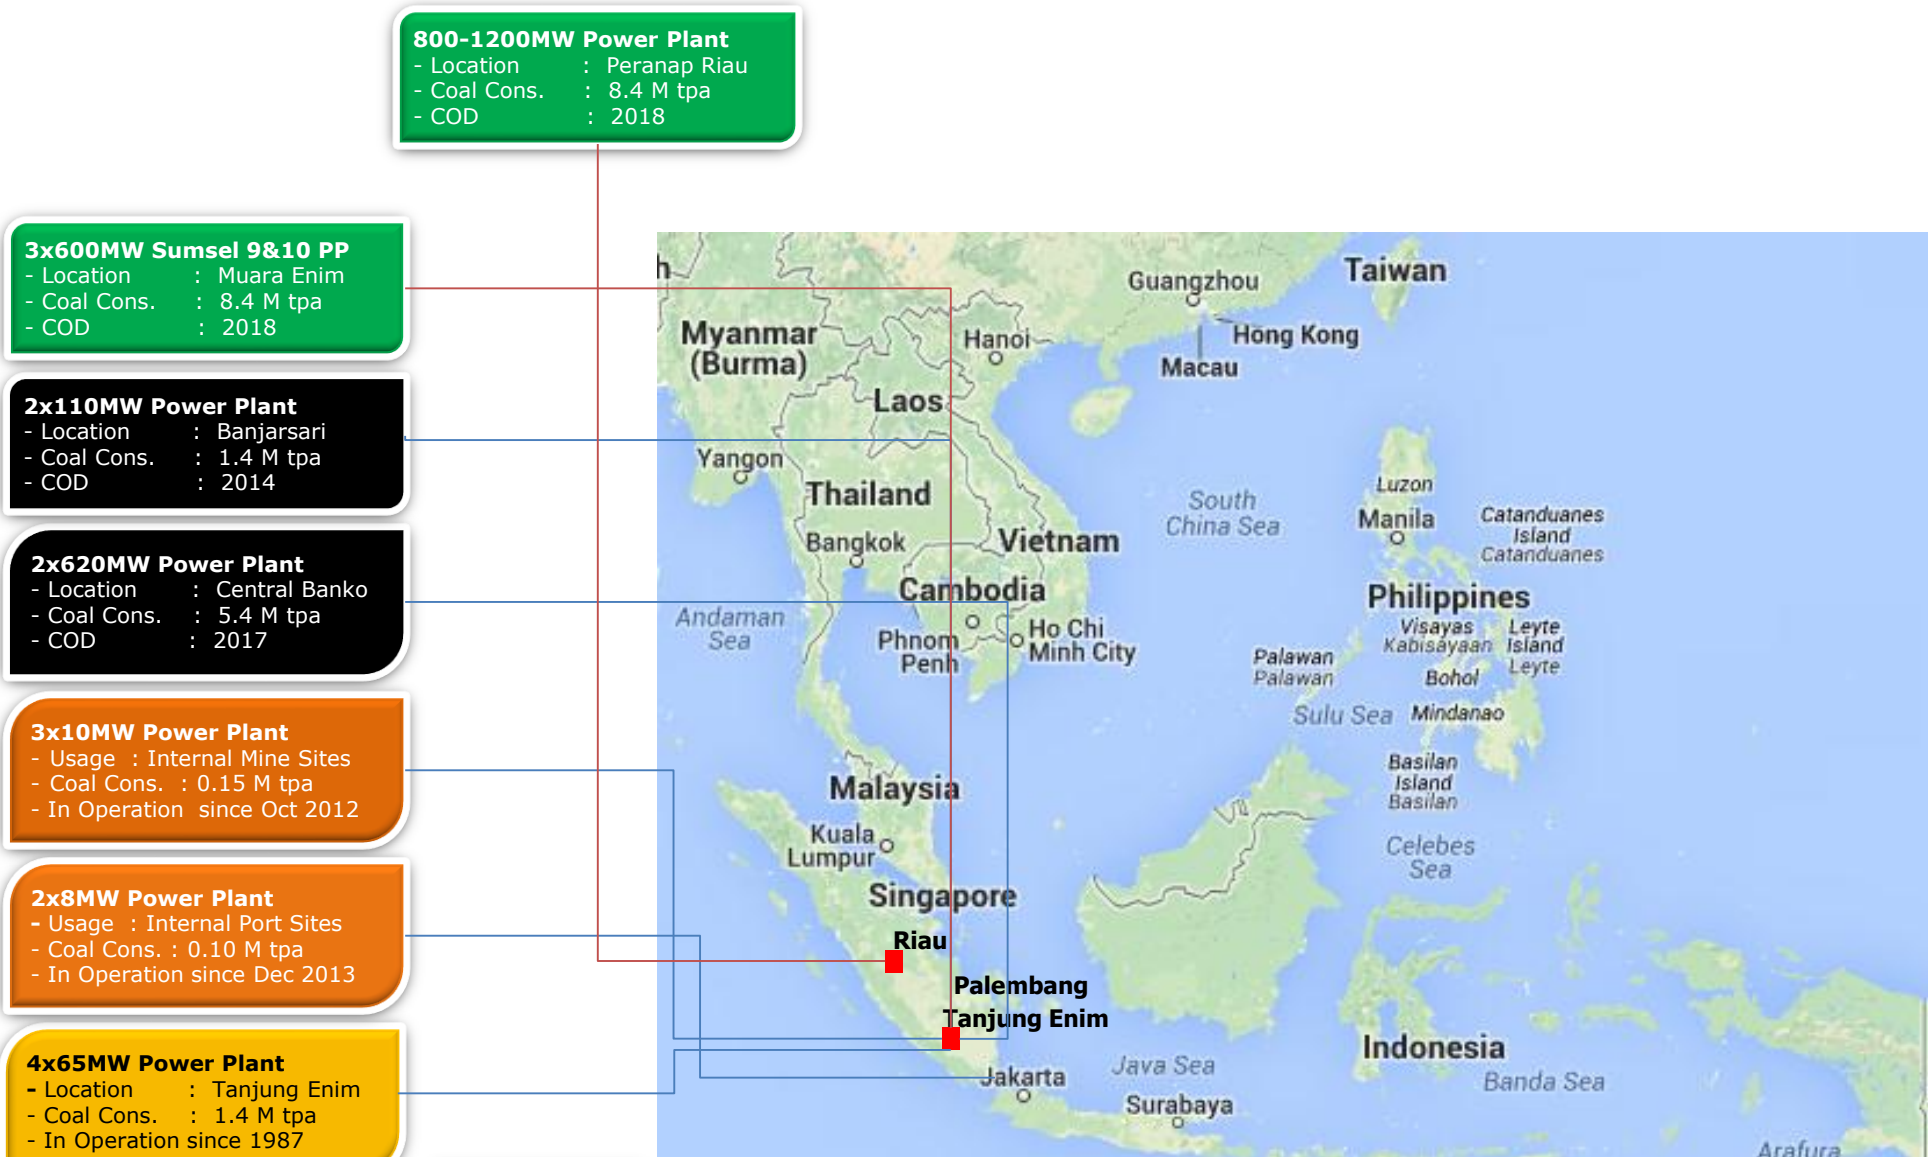 800-1200MW Power Plant
- Location : Peranap Riau
- Coal Cons. : 8.4 M tpa
- COD : 2018
3x600MW Sumsel 9&10 PP
- Location : Muara Enim
- Coal Cons. : 8.4 M tpa
- COD : 2018
2x110MW Power Plant
- Location : Banjarsari
- Coal Cons. : 1.4 M tpa
- COD : 2014
2x620MW Power Plant
- Location : Central Banko
- Coal Cons. : 5.4 M tpa
- COD : 2017
3x10MW Power Plant
- Usage : Internal Mine Sites
- Coal Cons. : 0.15 M tpa
- In Operation since Oct 2012
2x8MW Power Plant
- Usage : Internal Port Sites
- Coal Cons. : 0.10 M tpa
- In Operation since Dec 2013
4x65MW Power Plant
- Location : Tanjung Enim
- Coal Cons. : 1.4 M tpa
- In Operation since 1987
h
Taiwan
Guangzhou
Hong Kong
Macau
Myanmar
(Burma)
Hanoi
Laos
Yangon
Thailand
Bangkok
Vietnam
Cambodia
South
China Sea
Luzon
Manila
Catanduanes
Island
Catanduanes
Philippines
Visayas
Kabisayaan
Leyte
Island
Leyte
Andaman
Sea
Phnom
Penh
Ho Chi
Minh City
Palawan
Palawan
Bohol
Sulu Sea
Mindanao
Basilan
Island
Basilan
Malaysia
Kuala
Lumpur
Celebes
Sea
Singapore
Riau
Palembang
Tanjung Enim
Indonesia
Java Sea
Banda Sea
Jakarta
Surabaya
Arafura